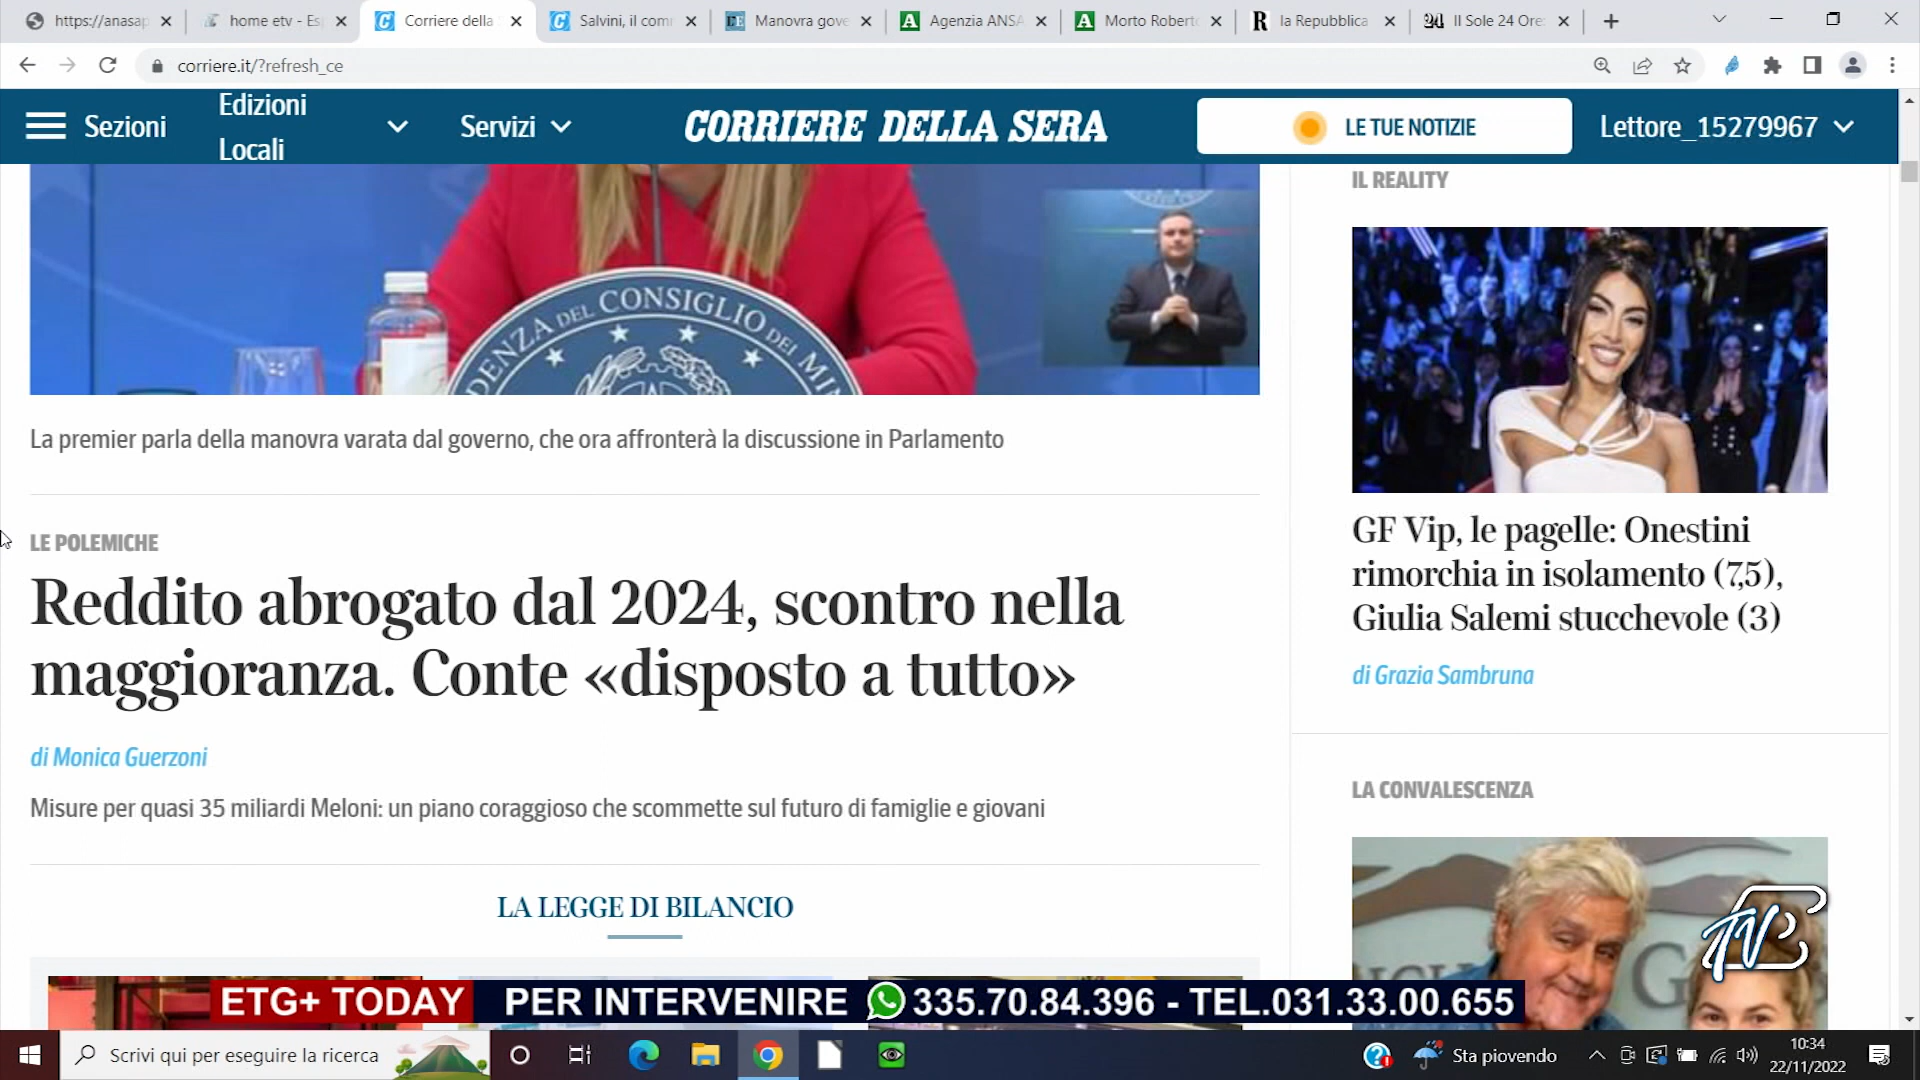 https://anasap
home etv - Es
Corriere della
Salvini, il com
Manovra gove
Agenzia ANSA
Morto Roberto
la Repubblica
Il Sole 24 Ore:
corriere.it/?refresh_ce
Sezioni
Edizioni
Locali
Servizi
CORRIERE DELLA SERA
LE TUE NOTIZIE
Lettore_15279967
DENZA DEL CONSIGLIO DEI MIN
La premier parla della manovra varata dal governo, che ora affronterà la discussione in Parlamento
LE POLEMICHE
Reddito abrogato dal 2024, scontro nella
maggioranza. Conte «disposto a tutto»
di Monica Guerzoni
Misure per quasi 35 miliardi Meloni: un piano coraggioso che scommette sul futuro di famiglie e giovani
LA LEGGE DI BILANCIO
IL REALITY
GF Vip, le pagelle: Onestini
rimorchia in isolamento (7,5),
Giulia Salemi stucchevole (3)
di Grazia Sambruna
LA CONVALESCENZA
ETG+ TODAY
PER INTERVENIRE 335.70.84.396 - TEL.031.33.00.655
Scrivi qui per eseguire la ricerca
Sta piovendo
10:34
22/11/2022